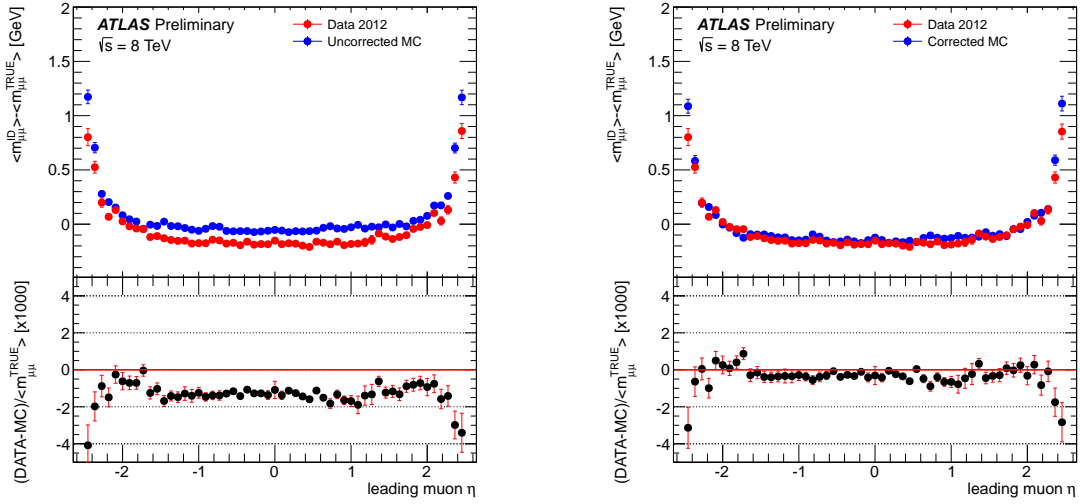 ATLAS Preliminary
√s = 8 TeV
Data 2012
Uncorrected MC
<m_μμ^ID>-<m_μμ^TRUE> [GeV]
2
1.5
1
0.5
0
(DATA-MC)/<m_μμ^TRUE> [x1000]
4
2
0
-2
-4
-2 -1 0 1 2
leading muon η
ATLAS Preliminary
√s = 8 TeV
Data 2012
Corrected MC
<m_μμ^ID>-<m_μμ^TRUE> [GeV]
2
1.5
1
0.5
0
(DATA-MC)/<m_μμ^TRUE> [x1000]
4
2
0
-2
-4
-2 -1 0 1 2
leading muon η